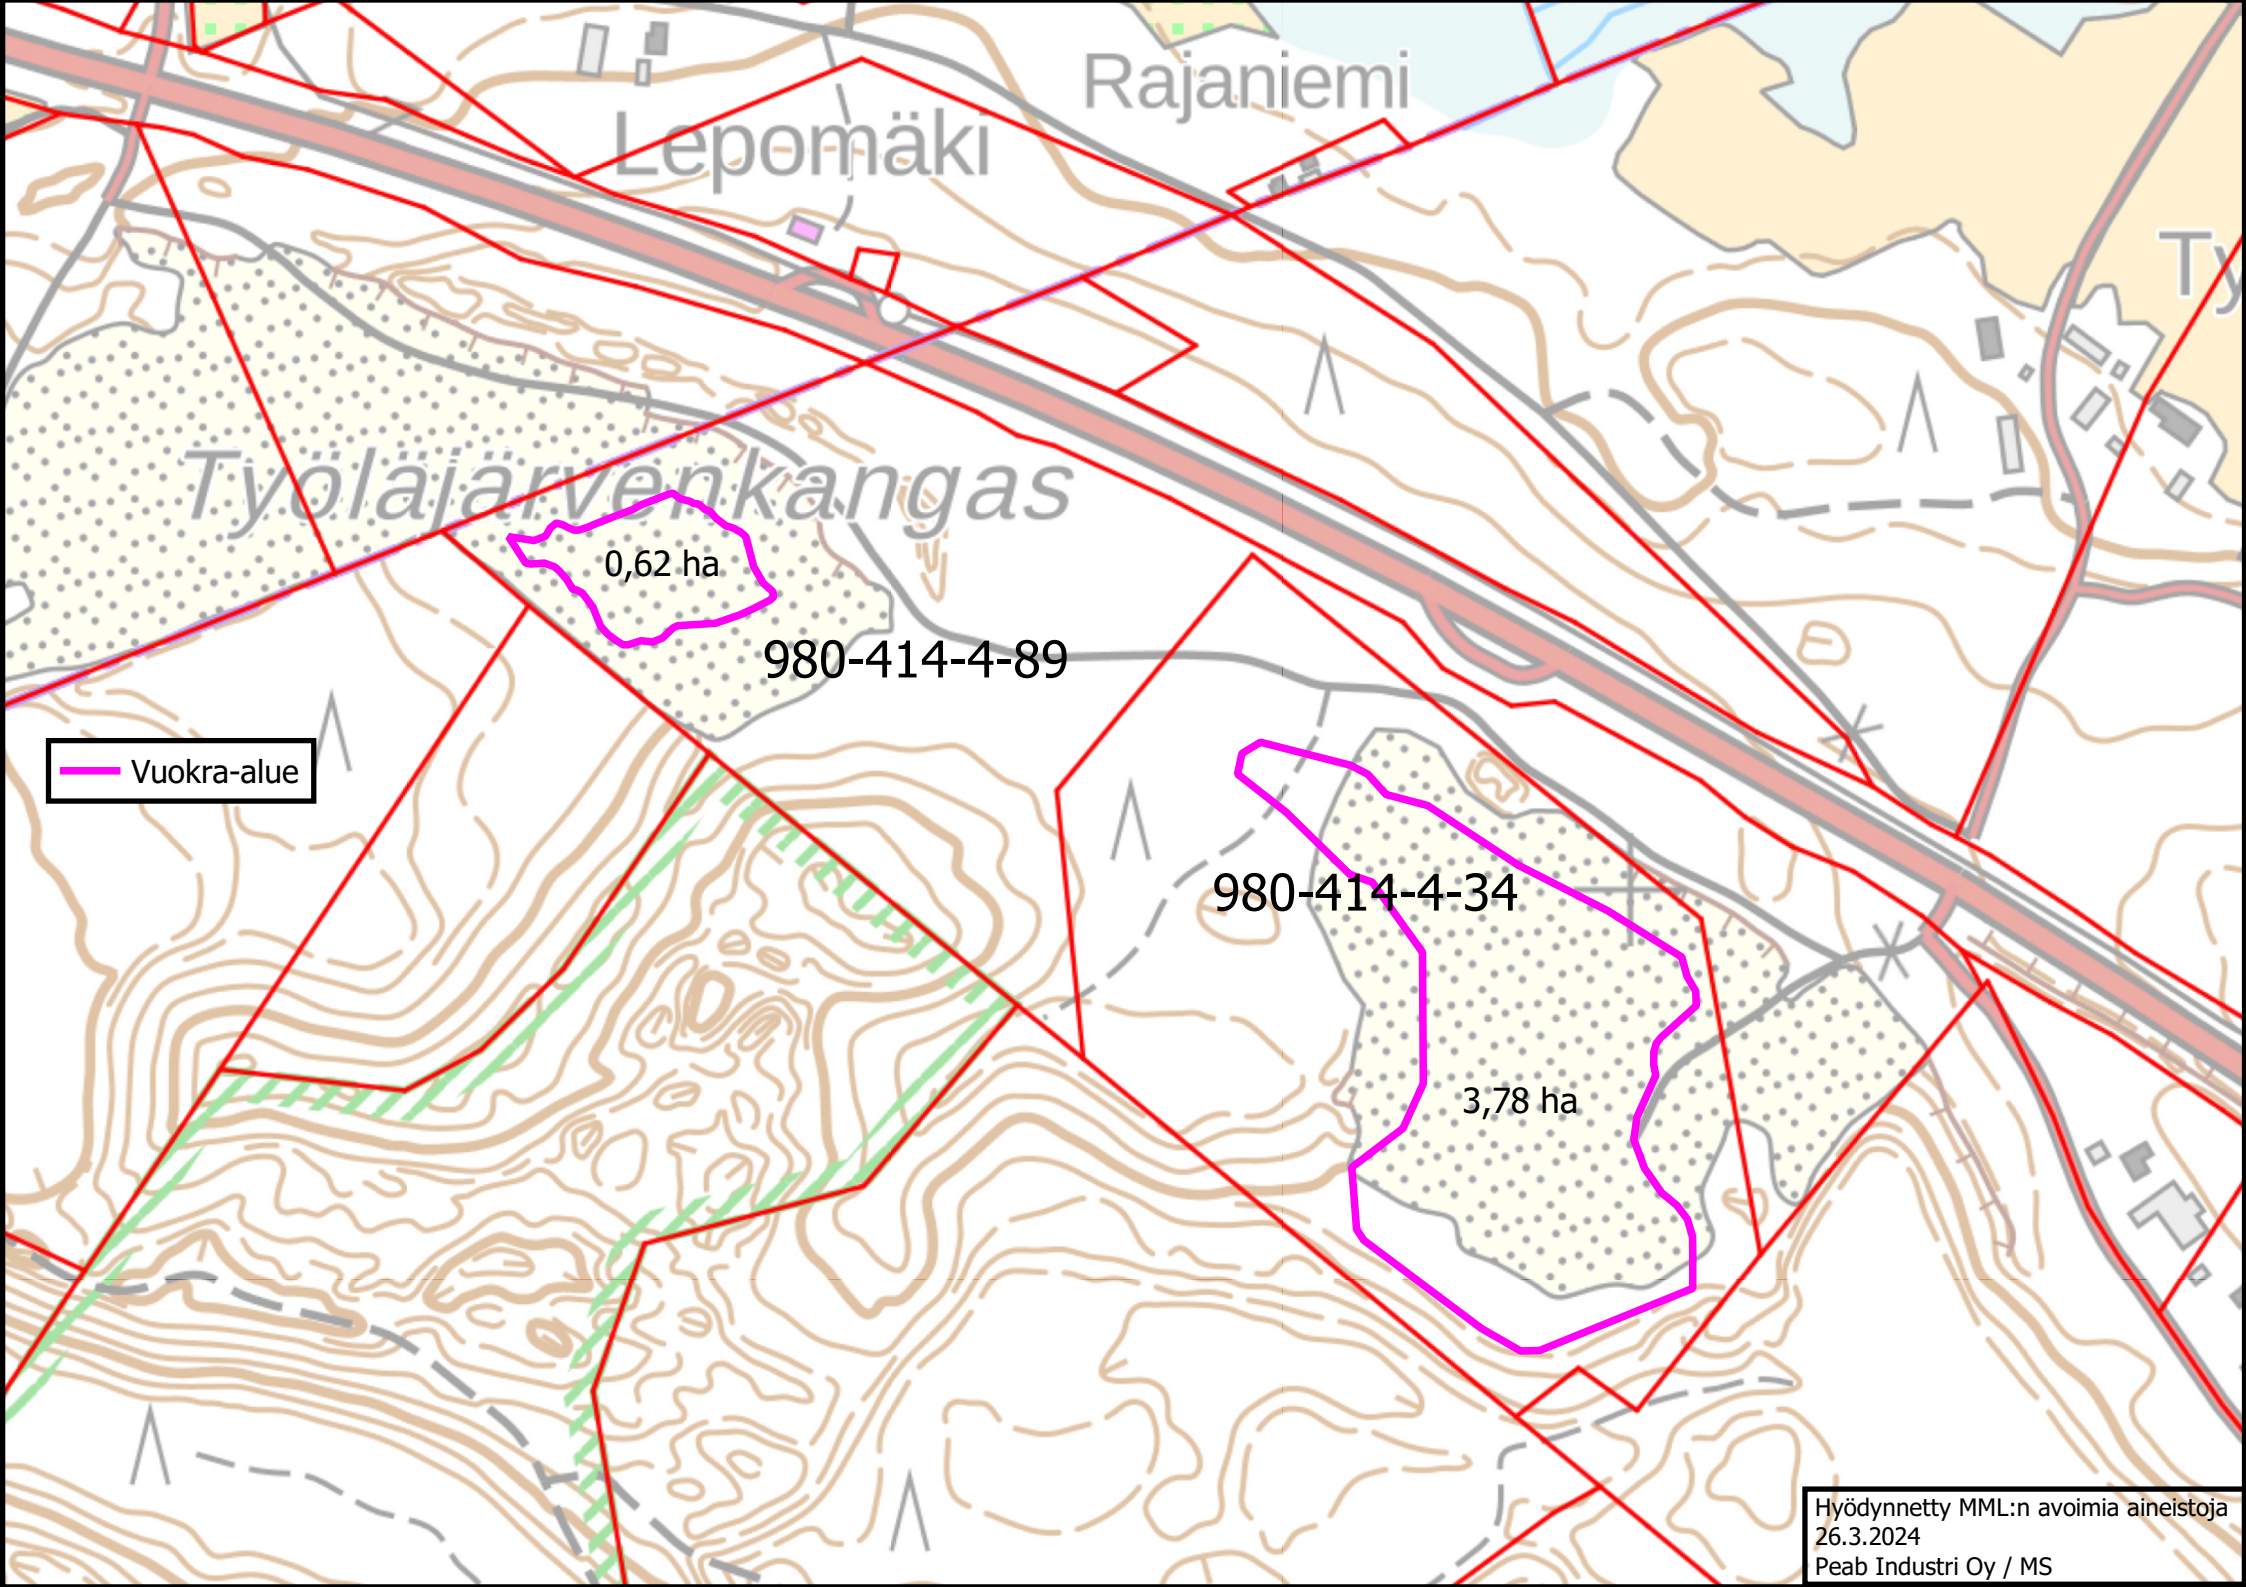 Rajaniemi
Lepomäki
Ty
Työläjärvenkangas
0,62 ha
980-414-4-89
Vuokra-alue
980-414-4-34
3,78 ha
Hyödynnetty MML:n avoimia aineistoja
26.3.2024
Peab Industri Oy / MS